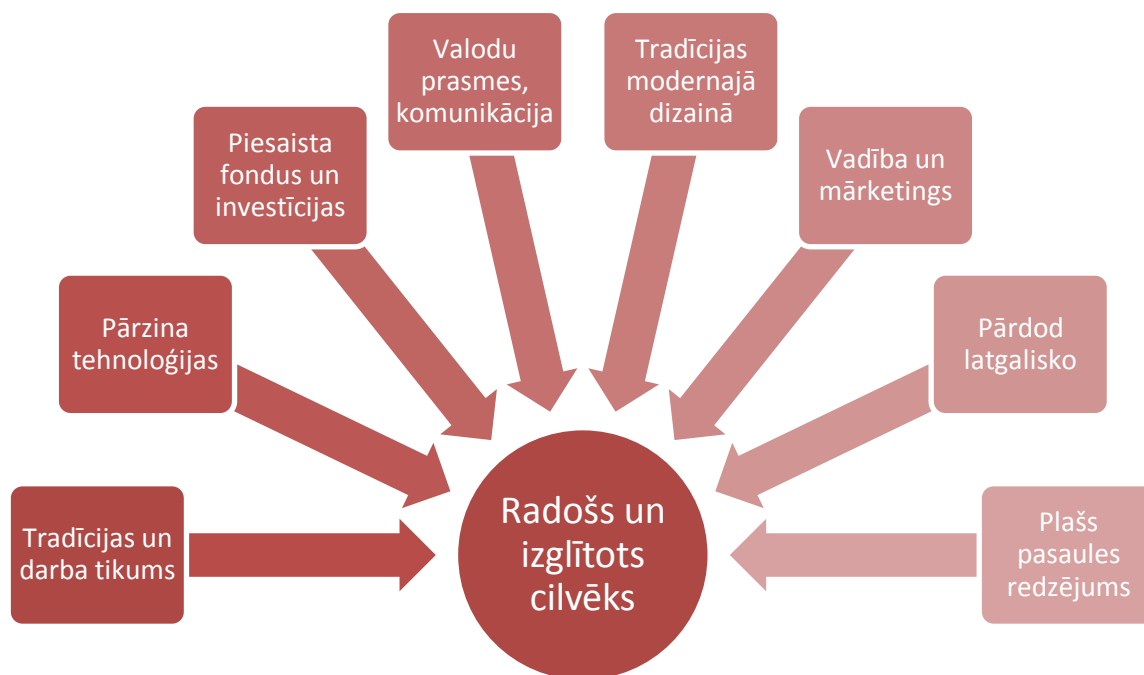 Valodu
prasmes,
komunikācija
Tradīcijas
modernajā
dizainā
Piesaista
fondus un
investīcijas
Vadība un
mārketings
Pārzina
tehnoloģijas
Pārdod
latgalisko
Tradīcijas un
darba tikums
Radošs un
izglītots
cilvēks
Plašs
pasaules
redzējums